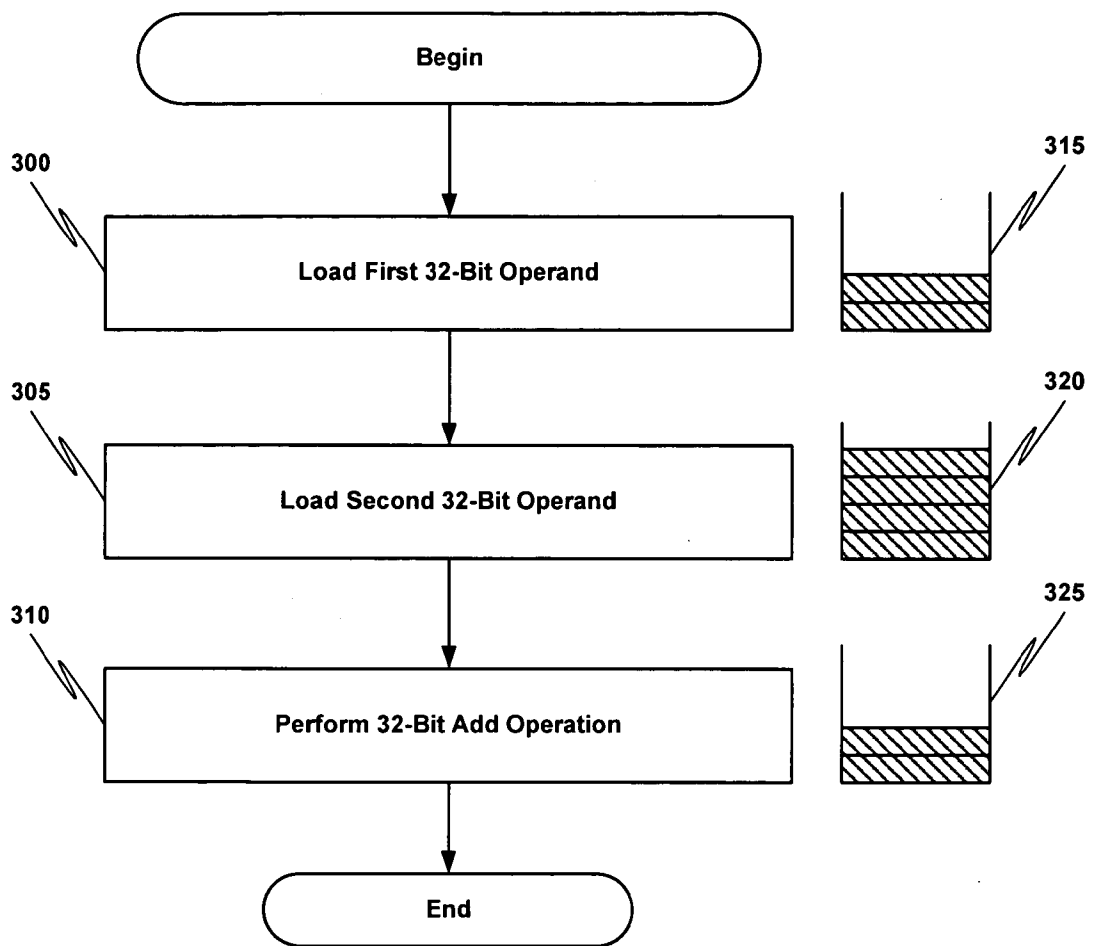 Begin
300
315
Load First 32-Bit Operand
305
320
Load Second 32-Bit Operand
310
325
Perform 32-Bit Add Operation
End